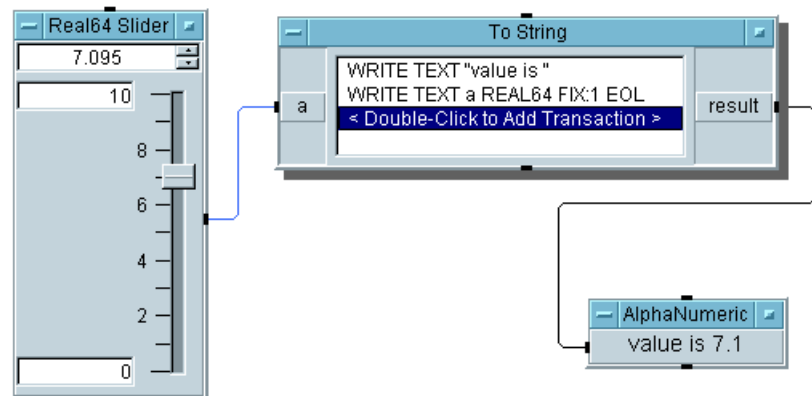 Real64 Slider
7.095
10
8
6
4
2
0
To String
a
WRITE TEXT "value is "
WRITE TEXT a REAL64 FIX:1 EOL
< Double-Click to Add Transaction >
result
AlphaNumeric
value is 7.1